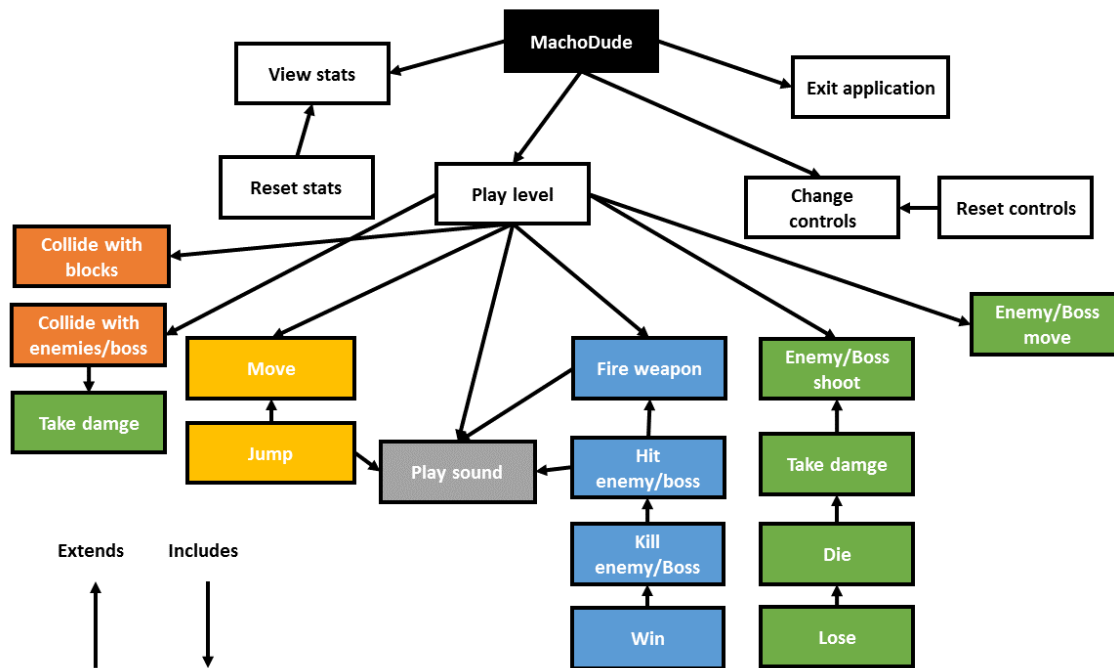 MachoDude
View stats
Exit application
Reset stats
Play level
Change
controls
Reset controls
Collide with
blocks
Collide with
enemies/boss
Enemy/Boss
move
Move
Fire weapon
Enemy/Boss
shoot
Take damge
Jump
Play sound
Hit
enemy/boss
Take damge
Extends
Includes
Kill
enemy/Boss
Die
Win
Lose